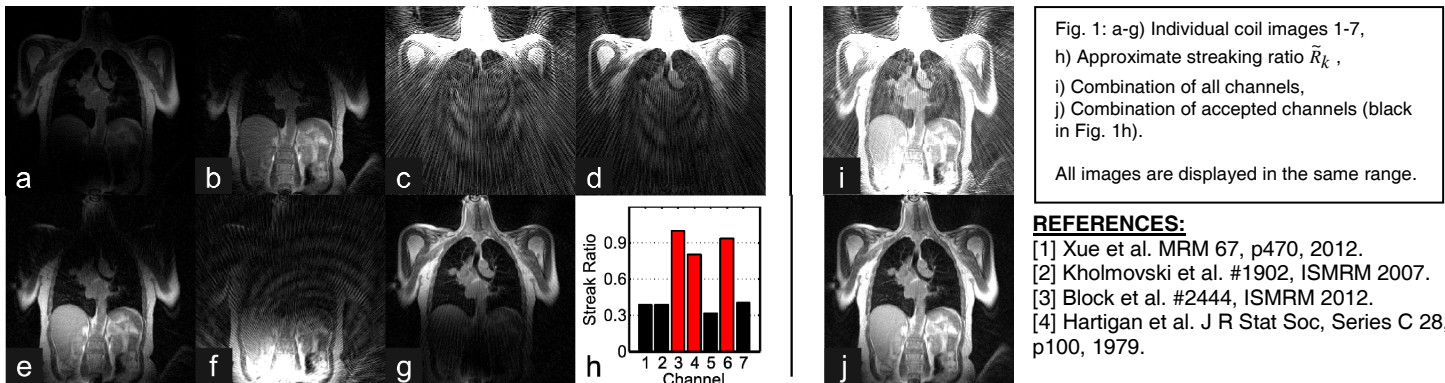 a
b
c
d
i
e
f
g
h
j
Streak Ratio
0.9
0.6
0.3
0
1 2 3 4 5 6 7
Channel
Fig. 1: a-g) Individual coil images 1-7,
h) Approximate streaking ratio R̃ₖ ,
i) Combination of all channels,
j) Combination of accepted channels (black
in Fig. 1h).
All images are displayed in the same range.
REFERENCES:
[1] Xue et al. MRM 67, p470, 2012.
[2] Kholmovski et al. #1902, ISMRM 2007.
[3] Block et al. #2444, ISMRM 2012.
[4] Hartigan et al. J R Stat Soc, Series C 28,
p100, 1979.